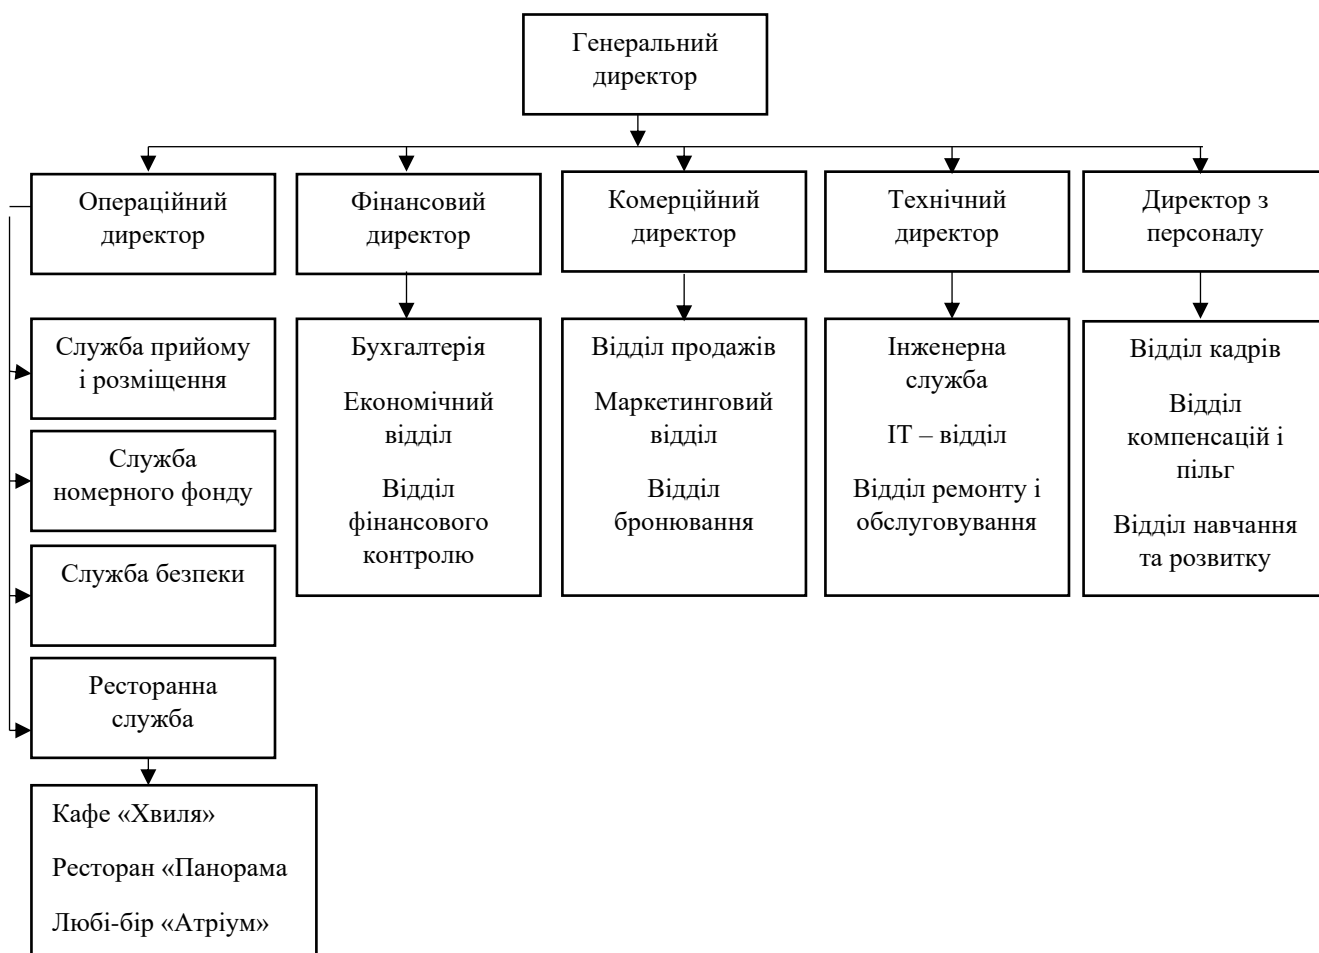 Генеральний
директор
Операційний
директор
Фінансовий
директор
Комерційний
директор
Технічний
директор
Директор з
персоналу
Служба прийому
і розміщення
Служба
номерного фонду
Служба безпеки
Ресторанна
служба
Кафе «Хвиля»
Ресторан «Панорама
Любі-бір «Атріум»
Бухгалтерія
Економічний
відділ
Відділ
фінансового
контролю
Відділ продажів
Маркетинговий
відділ
Відділ
бронювання
Інженерна
служба
ІТ – відділ
Відділ ремонту і
обслуговування
Відділ кадрів
Відділ
компенсацій і
пільг
Відділ навчання
та розвитку